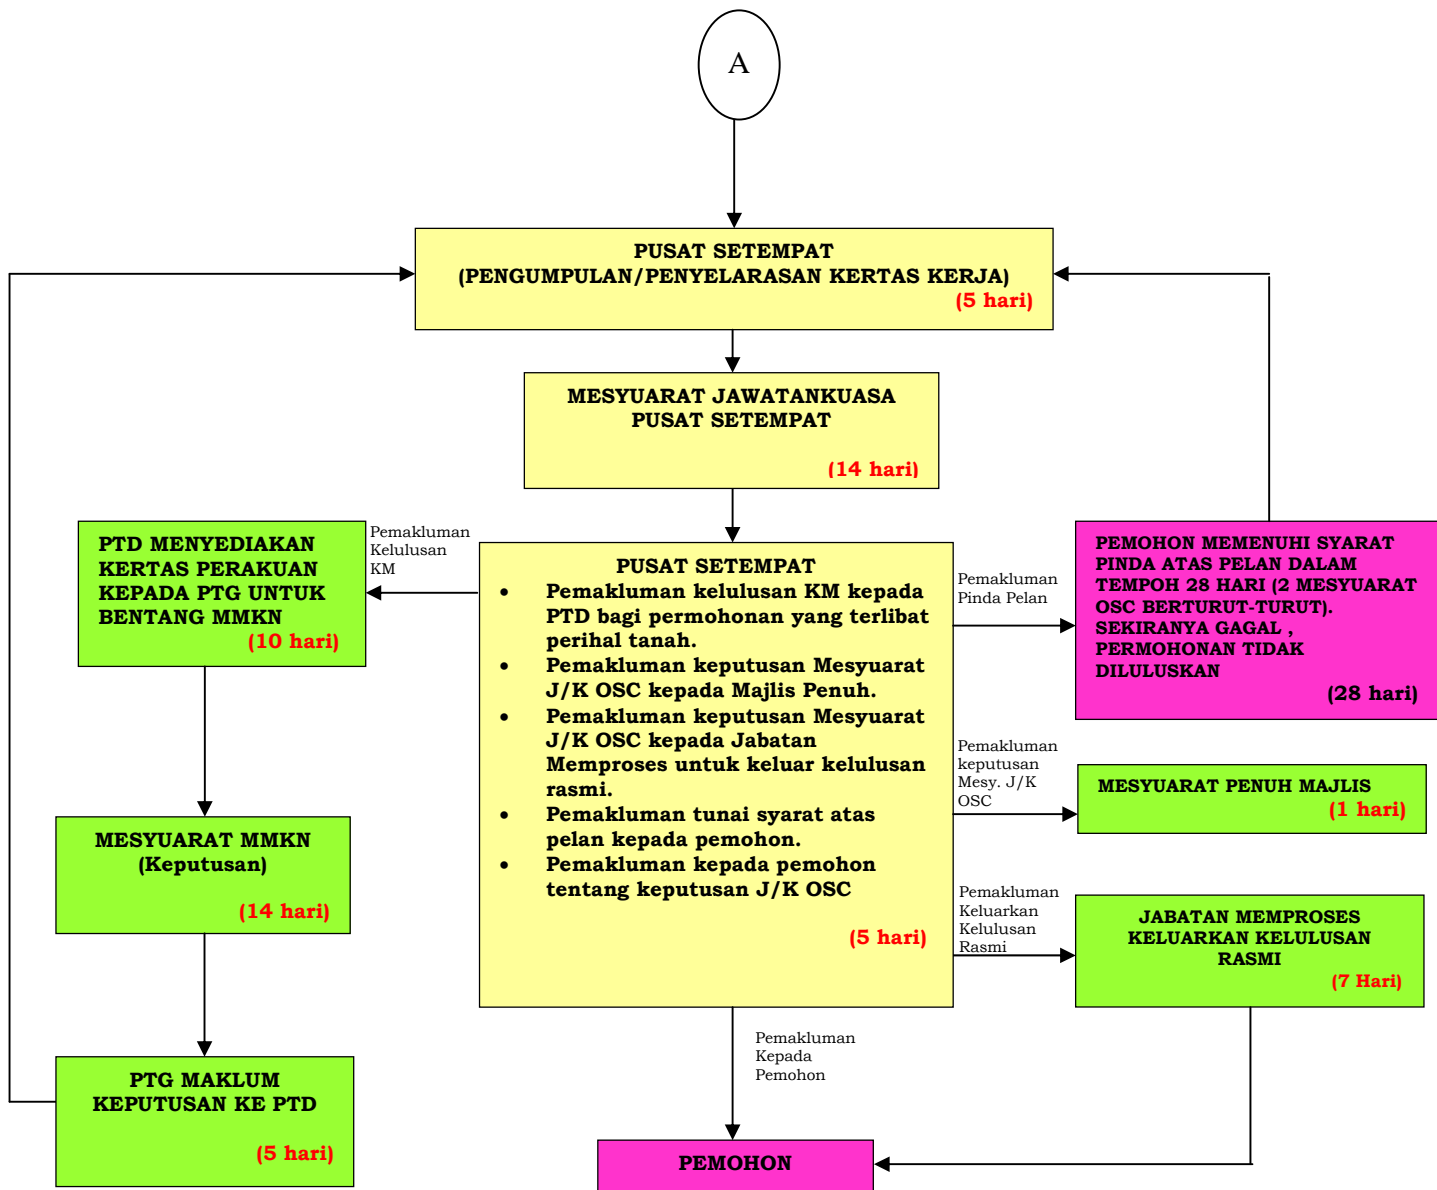 A
PUSAT SETEMPAT
(PENGUMPULAN/PENYELARASAN KERTAS KERJA)
(5 hari)
MESYUARAT JAWATANKUASA
PUSAT SETEMPAT
(14 hari)
PTD MENYEDIAKAN
KERTAS PERAKUAN
KEPADA PTG UNTUK
BENTANG MMKN
(10 hari)
Pemakluman
Kelulusan
KM
PUSAT SETEMPAT
• Pemakluman kelulusan KM kepada
PTD bagi permohonan yang terlibat
perihal tanah.
• Pemakluman keputusan Mesyuarat
J/K OSC kepada Majlis Penuh.
• Pemakluman keputusan Mesyuarat
J/K OSC kepada Jabatan
Memproses untuk keluar kelulusan
rasmi.
• Pemakluman tunai syarat atas
pelan kepada pemohon.
• Pemakluman kepada pemohon
tentang keputusan J/K OSC
(5 hari)
Pemakluman
Pinda Pelan
PEMOHON MEMENUHI SYARAT
PINDA ATAS PELAN DALAM
TEMPOH 28 HARI (2 MESYUARAT
OSC BERTURUT-TURUT).
SEKIRANYA GAGAL ,
PERMOHONAN TIDAK
DILULUSKAN
(28 hari)
Pemakluman
keputusan
Mesy. J/K
OSC
MESYUARAT PENUH MAJLIS
(1 hari)
MESYUARAT MMKN
(Keputusan)
(14 hari)
Pemakluman
Keluarkan
Kelulusan
Rasmi
JABATAN MEMPROSES
KELUARKAN KELULUSAN
RASMI
(7 Hari)
PTG MAKLUM
KEPUTUSAN KE PTD
(5 hari)
Pemakluman
Kepada
Pemohon
PEMOHON